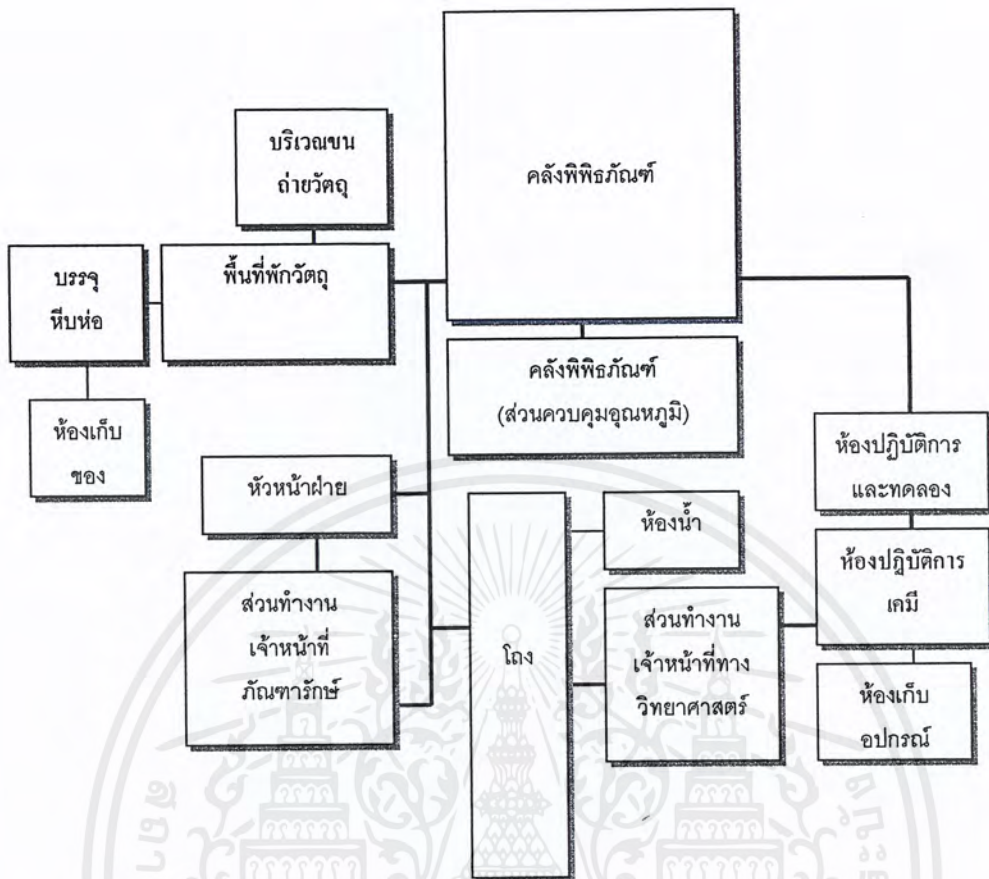 คลังพิพิธภัณฑ์
บริเวณขน
ถ่ายวัตถุ
พื้นที่พักวัตถุ
บรรจุ
หีบห่อ
ห้องเก็บ
ของ
คลังพิพิธภัณฑ์
(ส่วนควบคุมอุณหภูมิ)
หัวหน้าฝ่าย
ส่วนทำงาน
เจ้าหน้าที่
ภัณฑารักษ์
โถง
ห้องน้ำ
ส่วนทำงาน
เจ้าหน้าที่ทาง
วิทยาศาสตร์
ห้องปฏิบัติการ
และทดลอง
ห้องปฏิบัติการ
เคมี
ห้องเก็บ
อปกรณ์